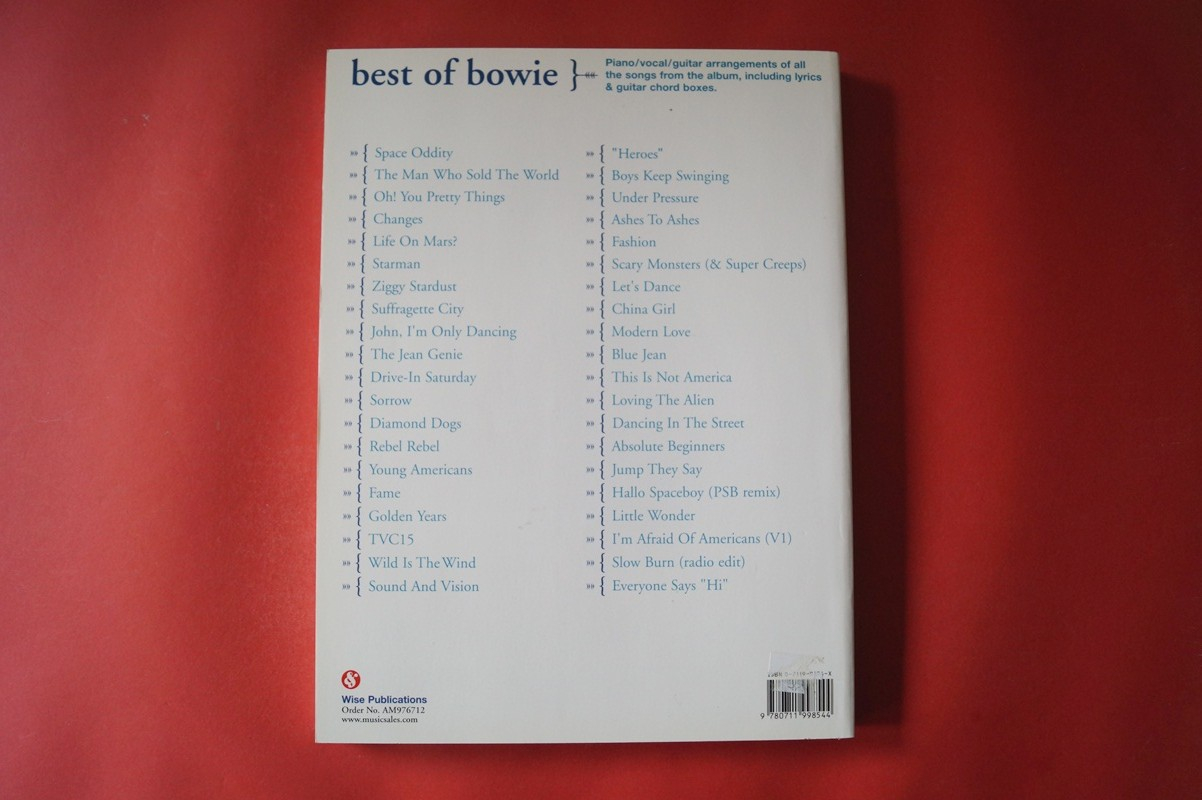 best of bowie }
Piano/vocal/guitar arrangements of all
the songs from the album, including lyrics
& guitar chord boxes.
»» { Space Oddity
»» { The Man Who Sold The World
»» { Oh! You Pretty Things
»» { Changes
»» { Life On Mars?
»» { Starman
»» { Ziggy Stardust
»» { Suffragette City
»» { John, I'm Only Dancing
»» { The Jean Genie
»» { Drive-In Saturday
»» { Sorrow
»» { Diamond Dogs
»» { Rebel Rebel
»» { Young Americans
»» { Fame
»» { Golden Years
»» { TVC15
»» { Wild Is The Wind
»» { Sound And Vision
»» { "Heroes"
»» { Boys Keep Swinging
»» { Under Pressure
»» { Ashes To Ashes
»» { Fashion
»» { Scary Monsters (& Super Creeps)
»» { Let's Dance
»» { China Girl
»» { Modern Love
»» { Blue Jean
»» { This Is Not America
»» { Loving The Alien
»» { Dancing In The Street
»» { Absolute Beginners
»» { Jump They Say
»» { Hallo Spaceboy (PSB remix)
»» { Little Wonder
»» { I'm Afraid Of Americans (V1)
»» { Slow Burn (radio edit)
»» { Everyone Says "Hi"
Wise Publications
Order No. AM976712
www.musicsales.com
ISBN
9 780711 998544